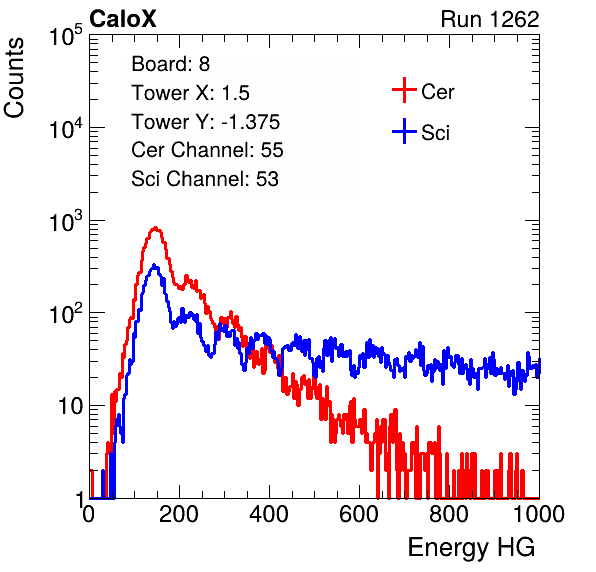 CaloX Run 1262
Counts
10^5
10^4
10^3
10^2
10
1
Board: 8
Tower X: 1.5
Tower Y: -1.375
Cer Channel: 55
Sci Channel: 53
Cer
Sci
0 200 400 600 800 1000
Energy HG